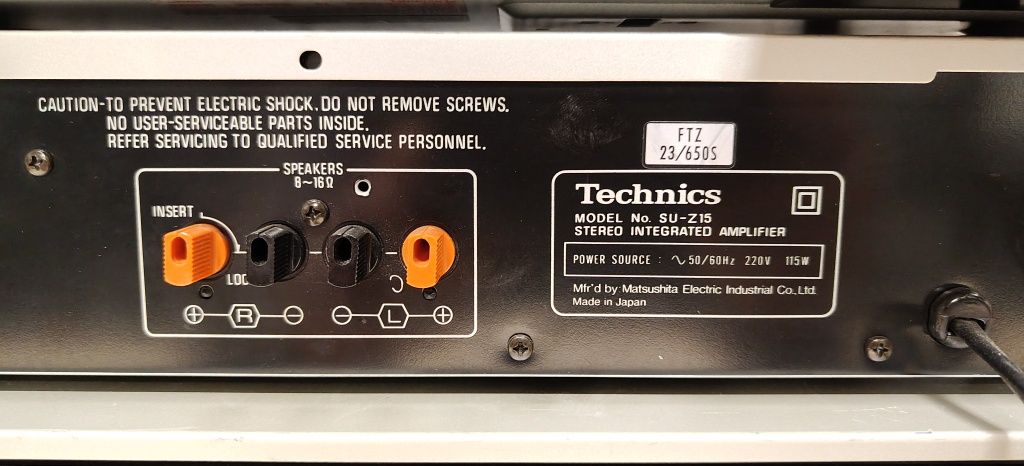 CAUTION-TO PREVENT ELECTRIC SHOCK, DO NOT REMOVE SCREWS.
NO USER-SERVICEABLE PARTS INSIDE.
REFER SERVICING TO QUALIFIED SERVICE PERSONNEL.
SPEAKERS
8~16Ω
INSERT
R
L
FTZ
23/650S
Technics
MODEL No. SU-Z15
STEREO INTEGRATED AMPLIFIER
POWER SOURCE : ∿ 50/60Hz 220V 115W
Mfr'd by: Matsushita Electric Industrial Co., Ltd.
Made in Japan